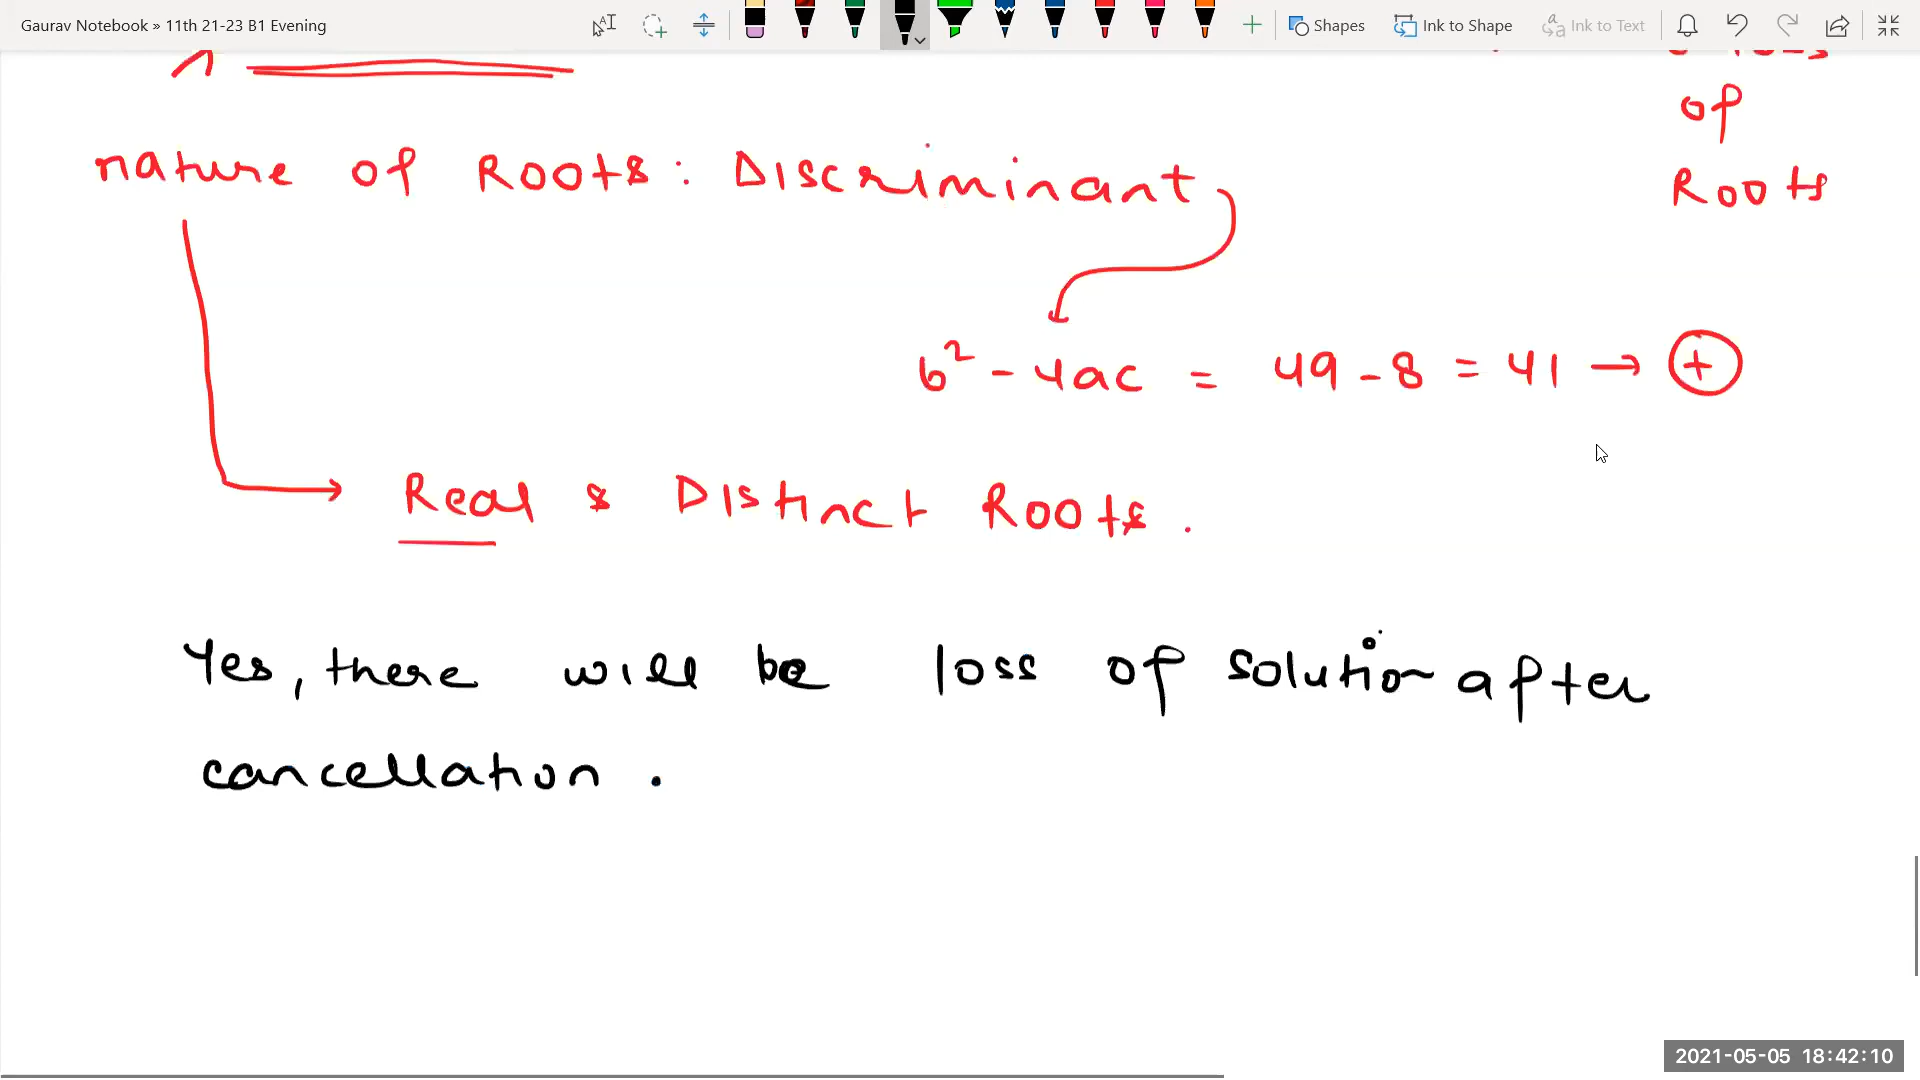 Gaurav Notebook » 11th 21-23 B1 Evening
Shapes
Ink to Shape
Ink to Text
of
Roots
nature of Roots : Discriminant
b² - 4ac = 49 - 8 = 41 → +
Real & Distinct Roots.
Yes, there will be loss of solution after
cancellation .
2021-05-05 18:42:10